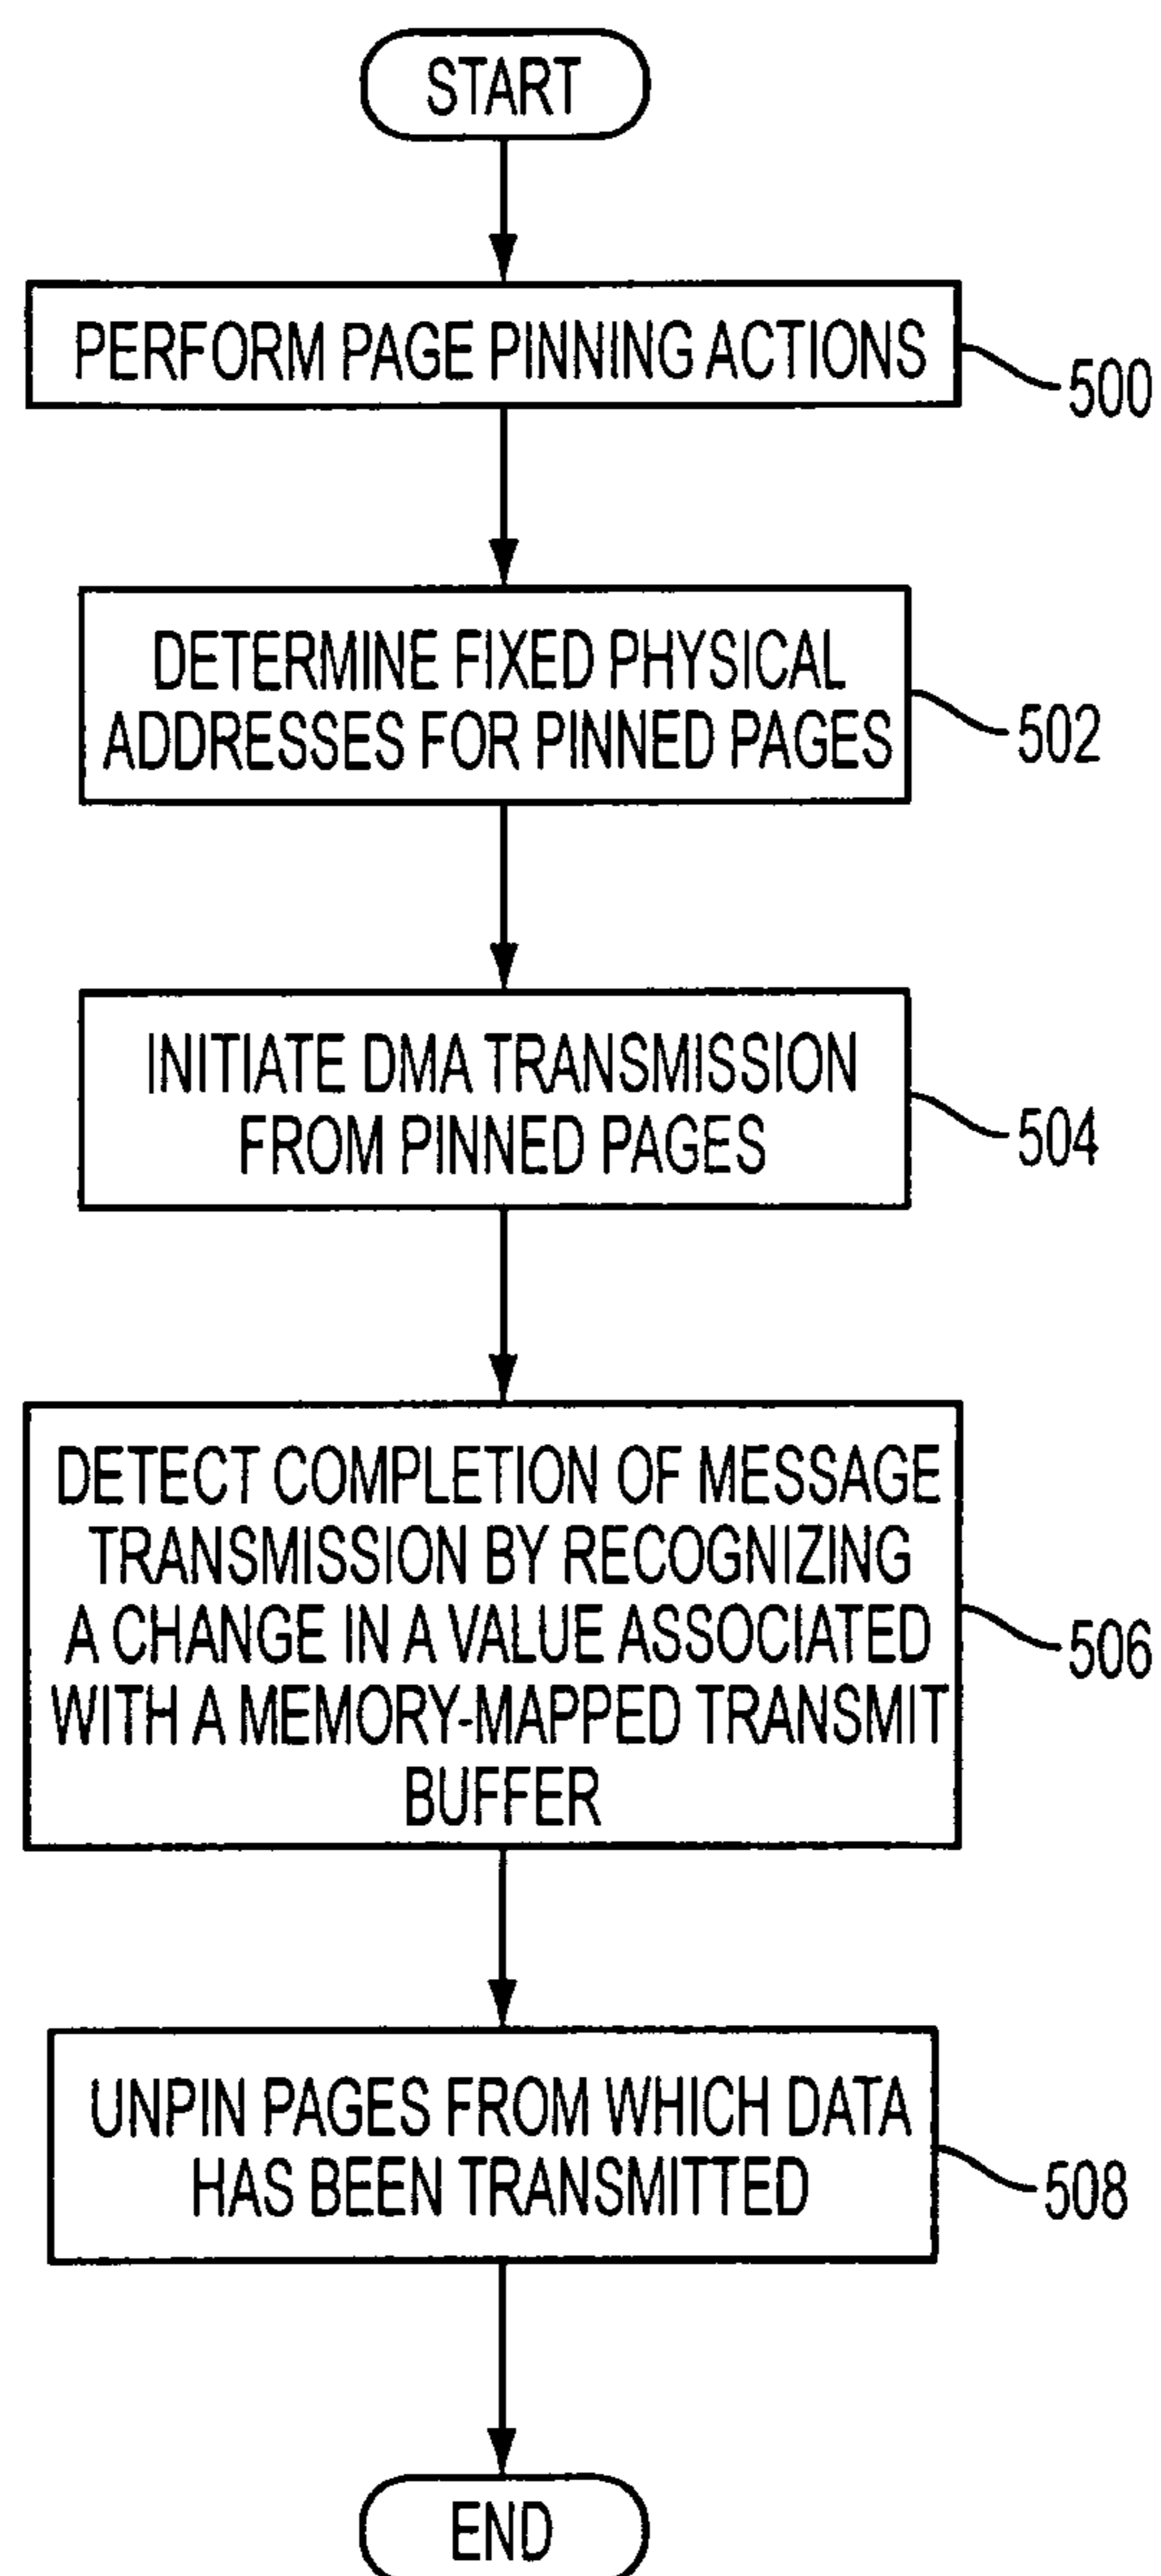 START
PERFORM PAGE PINNING ACTIONS
500
DETERMINE FIXED PHYSICAL
ADDRESSES FOR PINNED PAGES
502
INITIATE DMA TRANSMISSION
FROM PINNED PAGES
504
DETECT COMPLETION OF MESSAGE
TRANSMISSION BY RECOGNIZING
A CHANGE IN A VALUE ASSOCIATED
WITH A MEMORY-MAPPED TRANSMIT
BUFFER
506
UNPIN PAGES FROM WHICH DATA
HAS BEEN TRANSMITTED
508
END